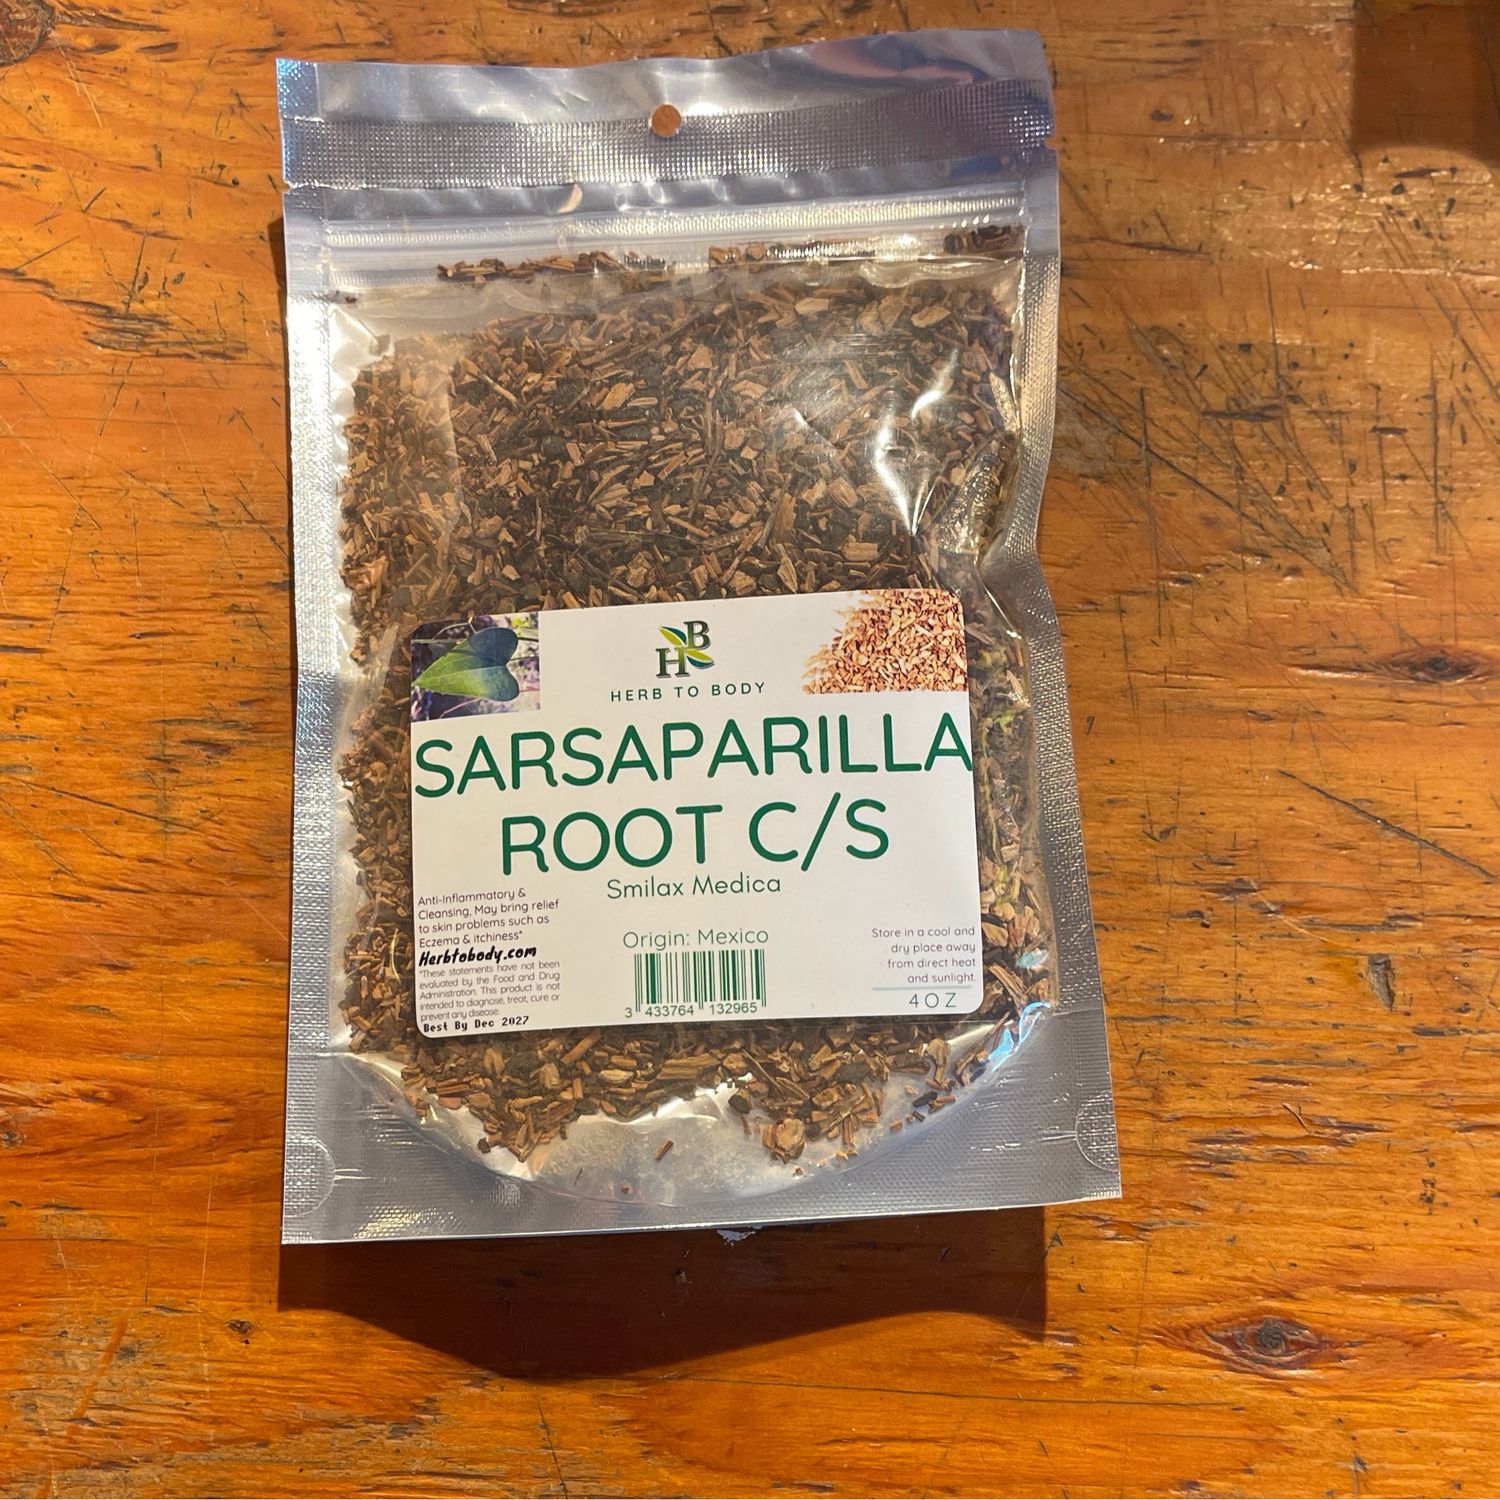 HB
HERB TO BODY
SARSAPARILLA
ROOT C/S
Smilax Medica
Anti-Inflammatory &
Cleansing, May bring relief
to skin problems such as
Eczema & itchiness*
Herbtobody.com
*These statements have not been
evaluated by the Food and Drug
Administration. This product is not
intended to diagnose, treat, cure or
prevent any disease.
Best By Dec 2027
Origin: Mexico
3 433764 132965
Store in a cool and
dry place away
from direct heat
and sunlight.
4 OZ